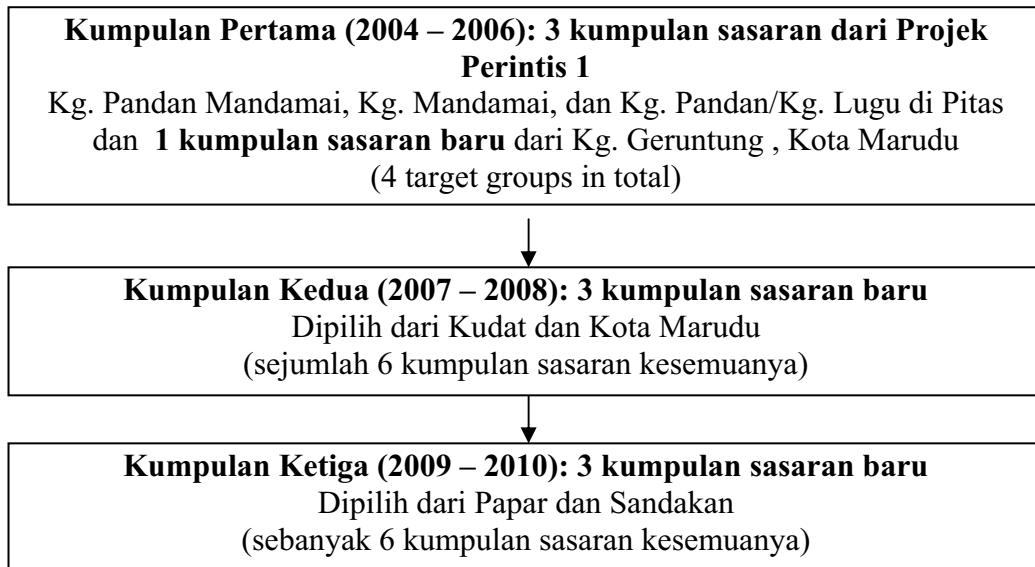 Kumpulan Pertama (2004 – 2006): 3 kumpulan sasaran dari Projek
Perintis 1
Kg. Pandan Mandamai, Kg. Mandamai, dan Kg. Pandan/Kg. Lugu di Pitas
dan 1 kumpulan sasaran baru dari Kg. Geruntung , Kota Marudu
(4 target groups in total)
Kumpulan Kedua (2007 – 2008): 3 kumpulan sasaran baru
Dipilih dari Kudat dan Kota Marudu
(sejumlah 6 kumpulan sasaran kesemuanya)
Kumpulan Ketiga (2009 – 2010): 3 kumpulan sasaran baru
Dipilih dari Papar dan Sandakan
(sebanyak 6 kumpulan sasaran kesemuanya)